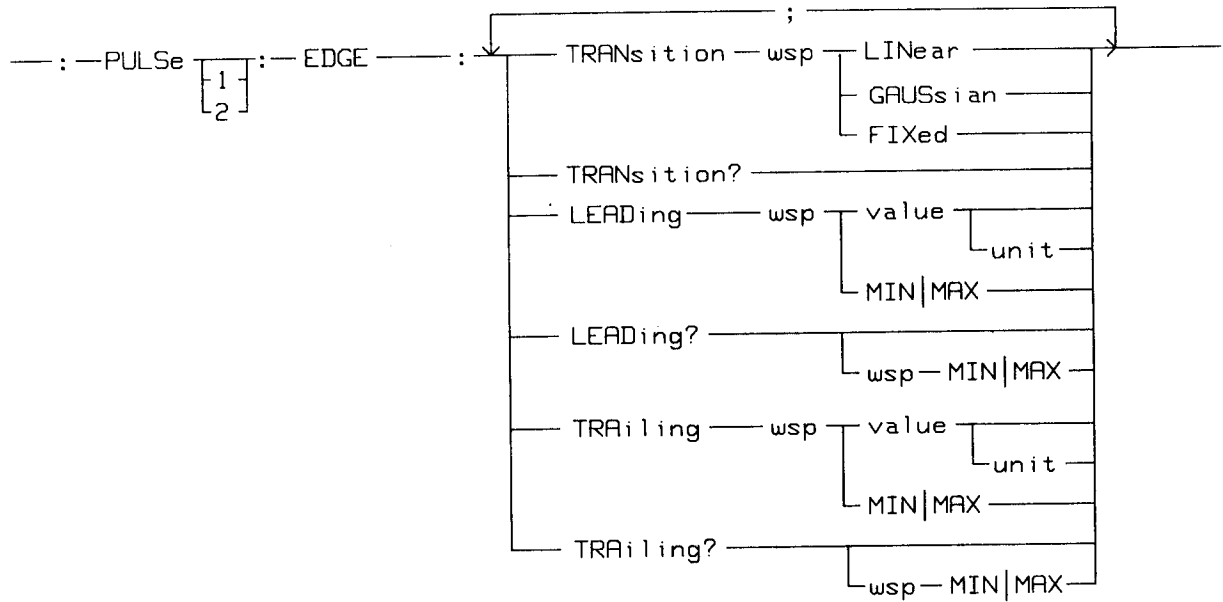 ;
: PULSe 1 2 : EDGE : TRANsition wsp LINear
GAUSsian
FIXed
TRANsition?
LEADing wsp value
unit
MIN|MAX
LEADing?
wsp MIN|MAX
TRAiling wsp value
unit
MIN|MAX
TRAiling?
wsp MIN|MAX